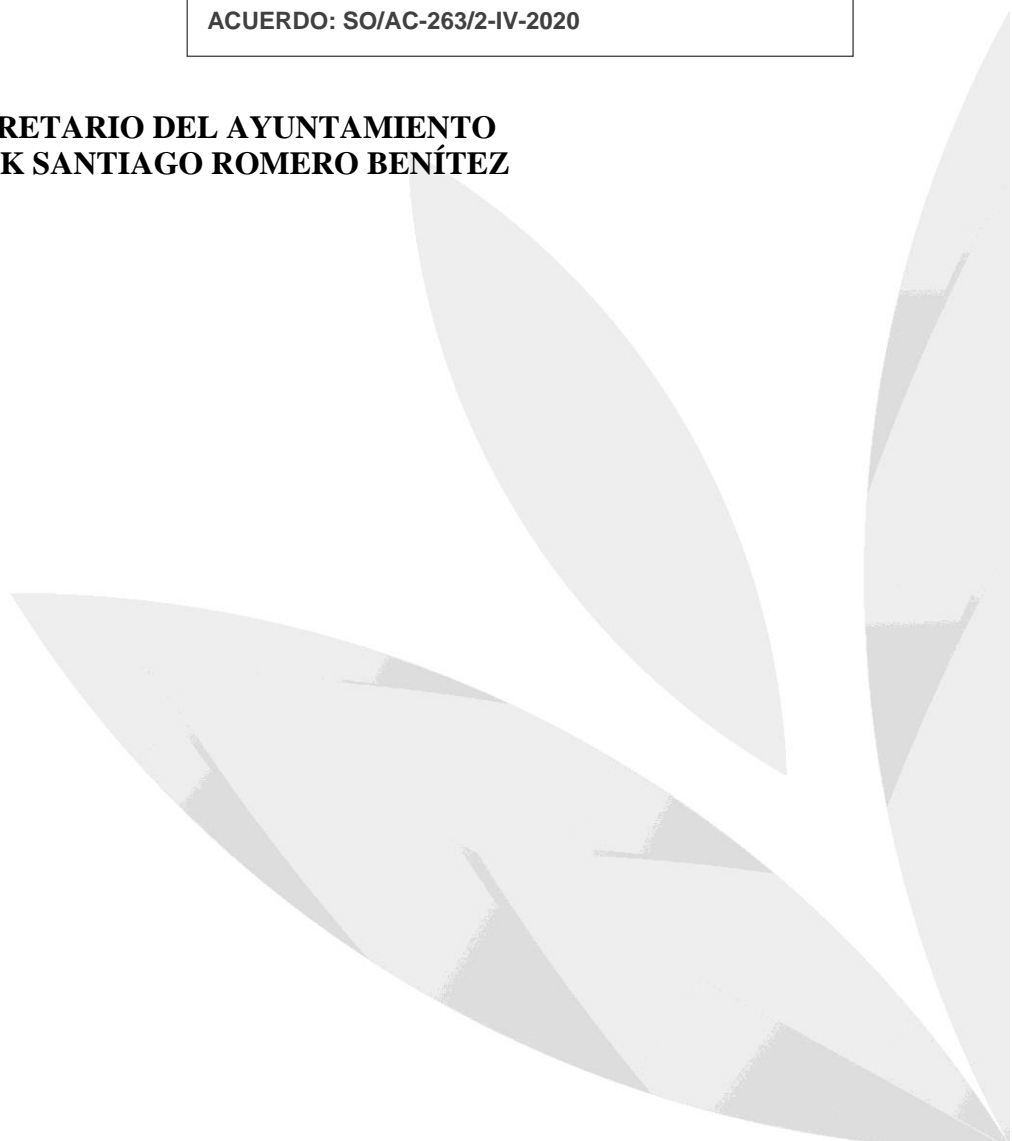 ACUERDO: SO/AC-263/2-IV-2020
RETARIO DEL AYUNTAMIENTO
K SANTIAGO ROMERO BENÍTEZ